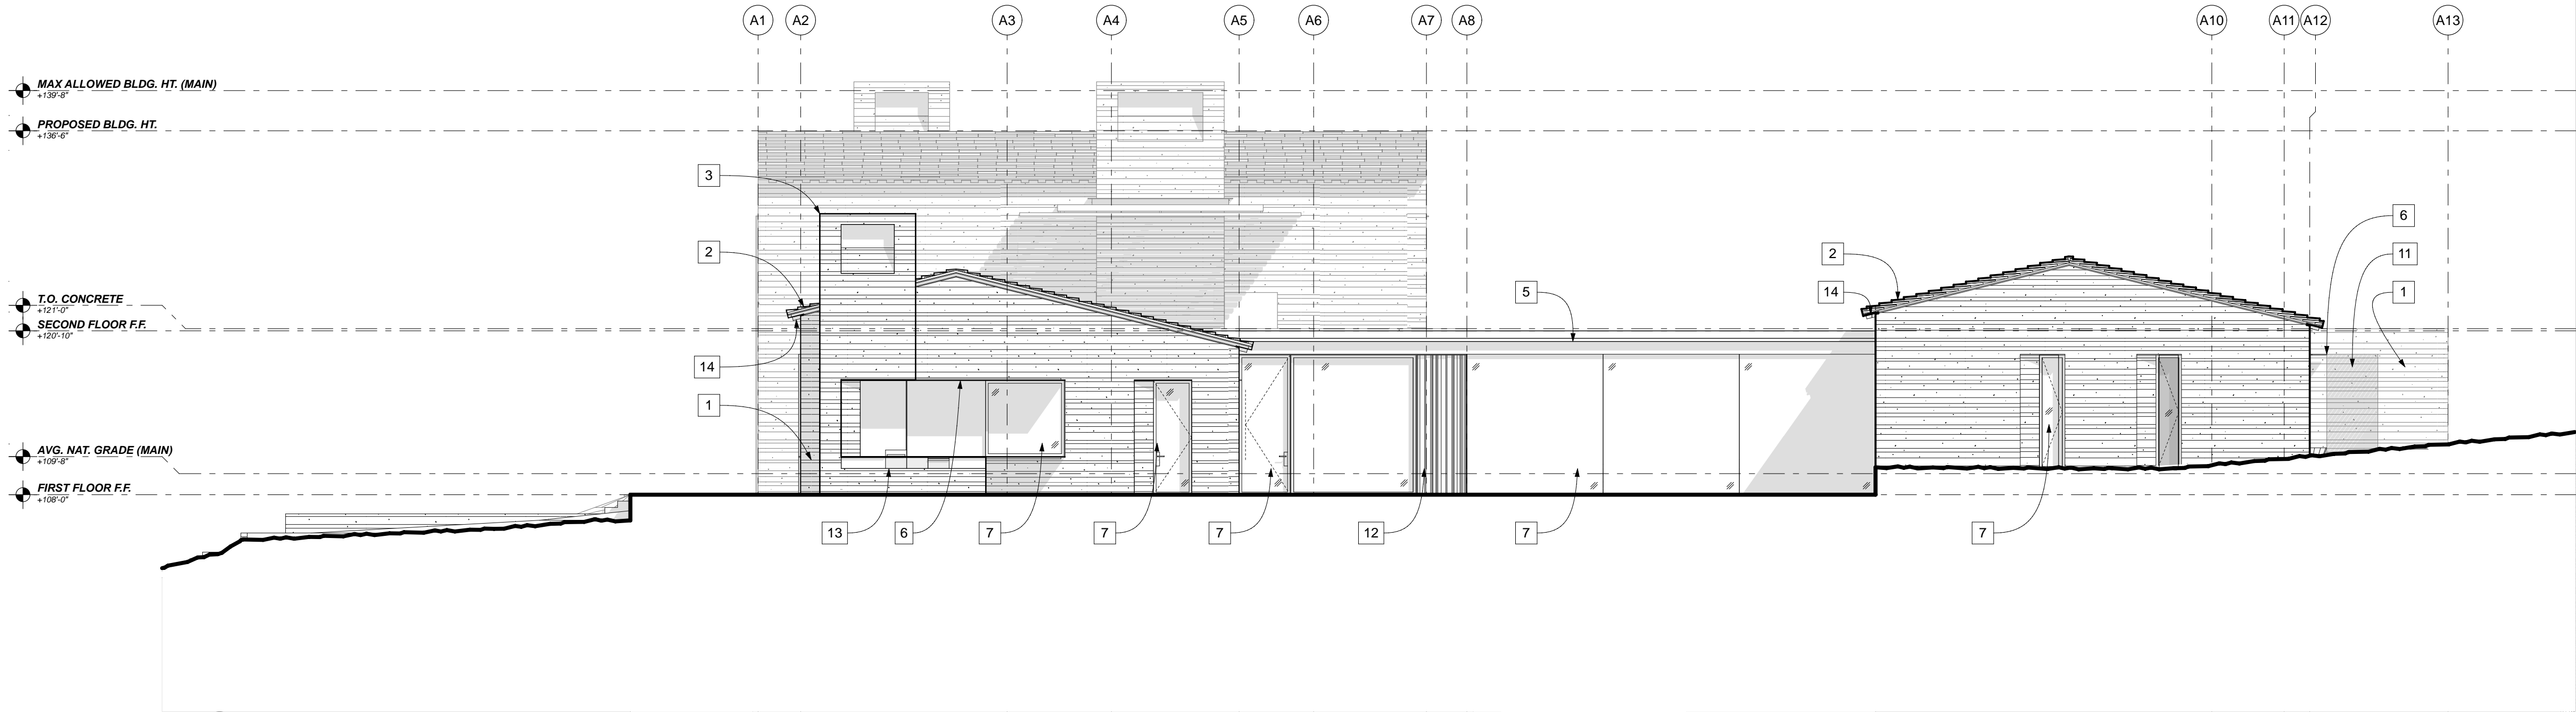 A1 A2 A3 A4 A5 A6 A7 A8 A10 A11 A12 A13
MAX ALLOWED BLDG. HT. (MAIN)
+139'-8"
PROPOSED BLDG. HT.
+136'-6"
3
6
2 2 11
14 5 1
T.O. CONCRETE
+121'-0"
SECOND FLOOR F.F.
+120'-10"
14
1
AVG. NAT. GRADE (MAIN)
+109'-8"
FIRST FLOOR F.F.
+108'-0"
13 6 7 7 7 12 7 7